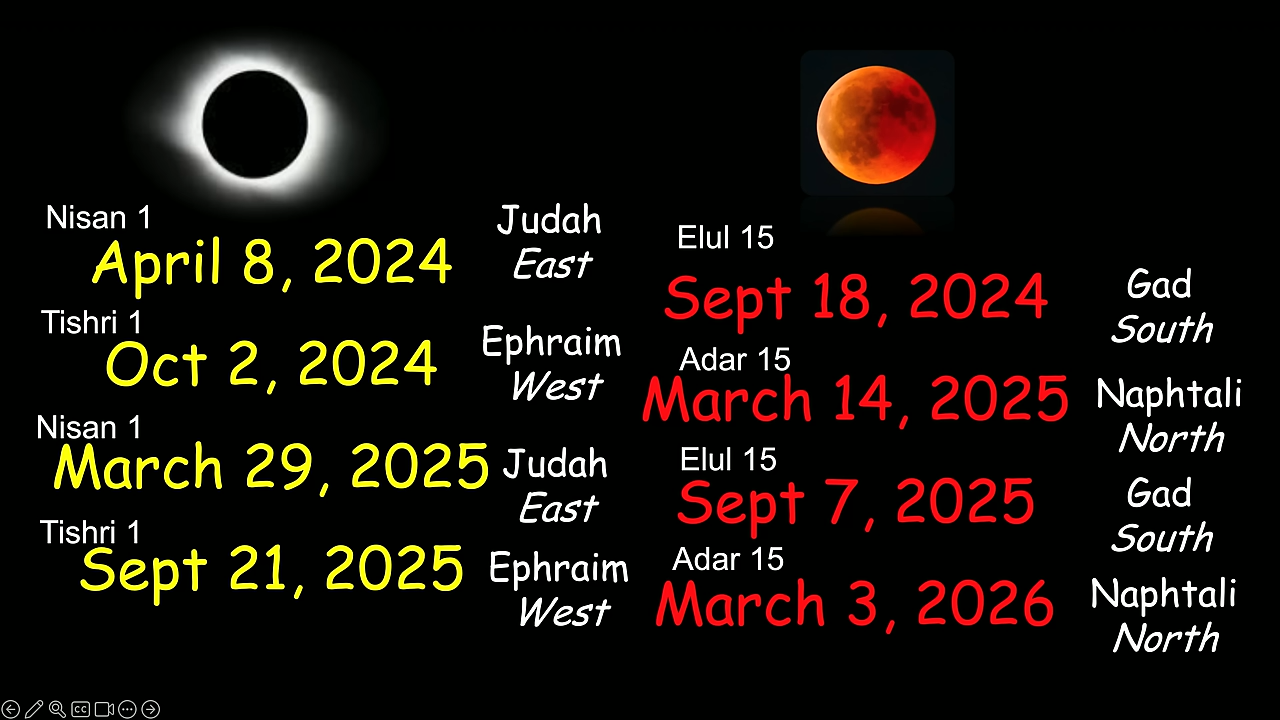 Nisan 1
April 8, 2024
Judah
East
Tishri 1
Oct 2, 2024
Ephraim
West
Nisan 1
March 29, 2025
Judah
East
Tishri 1
Sept 21, 2025
Ephraim
West
Elul 15
Sept 18, 2024
Gad
South
Adar 15
March 14, 2025
Naphtali
North
Elul 15
Sept 7, 2025
Gad
South
Adar 15
March 3, 2026
Naphtali
North
CC